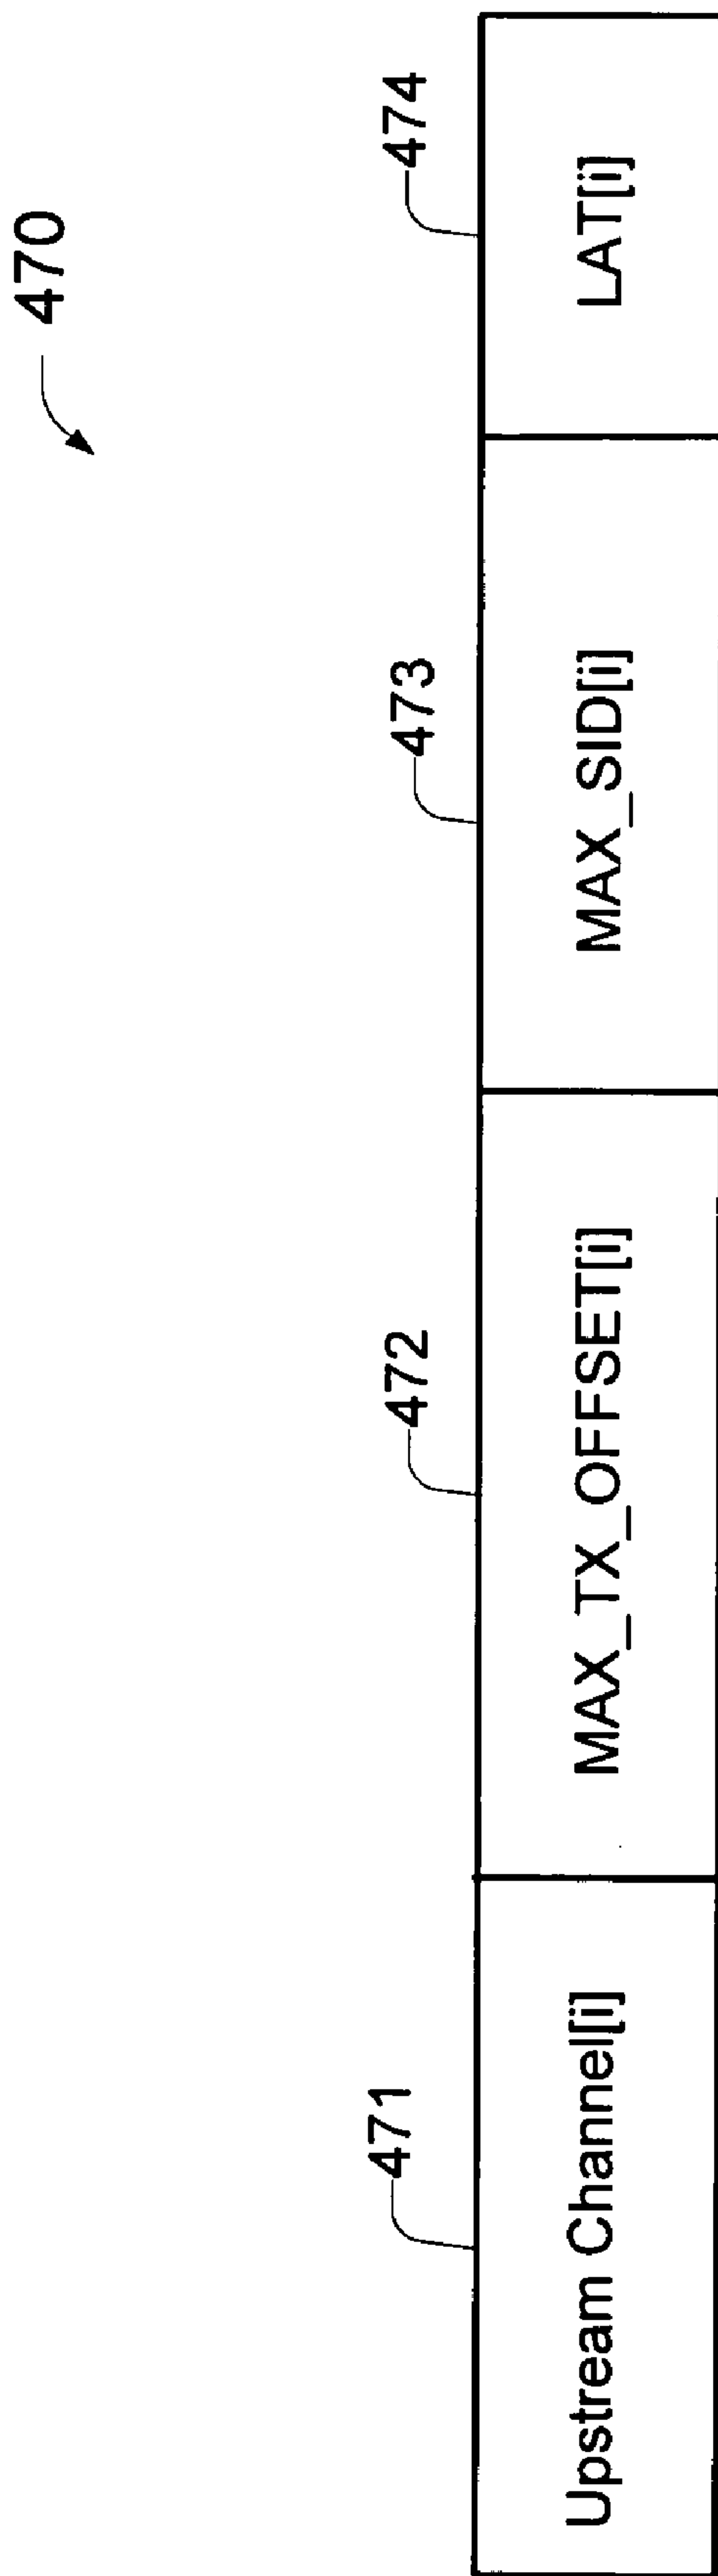 470
471
472
473
474
Upstream Channel[i]
MAX_TX_OFFSET[i]
MAX_SID[i]
LAT[i]